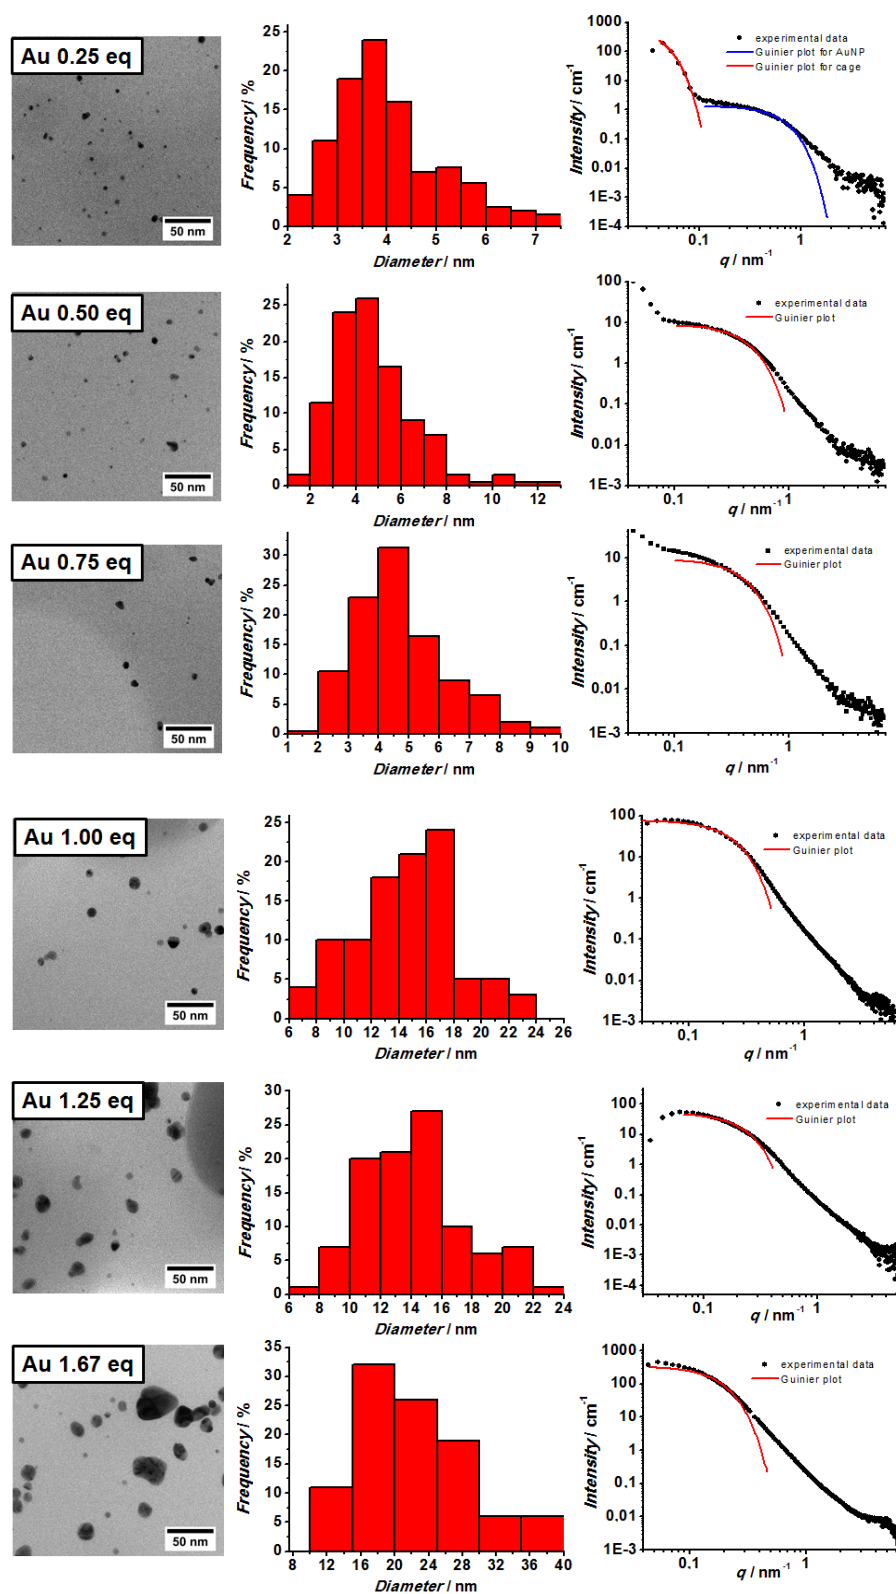 Au 0.25 eq
50 nm
Frequency / %
25
20
15
10
5
0
2 3 4 5 6 7
Diameter / nm
Intensity / cm-1
1000
100
10
1
0.1
0.01
1E-3
1E-4
experimental data
Guinier plot for AuNP
Guinier plot for cage
0.1 1
q / nm-1
Au 0.50 eq
50 nm
Frequency / %
25
20
15
10
5
0
2 4 6 8 10 12
Diameter / nm
Intensity / cm-1
100
10
1
0.1
0.01
1E-3
experimental data
Guinier plot
0.1 1
q / nm-1
Au 0.75 eq
50 nm
Frequency / %
30
25
20
15
10
5
0
1 2 3 4 5 6 7 8 9 10
Diameter / nm
Intensity / cm-1
10
1
0.1
0.01
1E-3
experimental data
Guinier plot
0.1 1
q / nm-1
Au 1.00 eq
50 nm
Frequency / %
25
20
15
10
5
0
6 8 10 12 14 16 18 20 22 24 26
Diameter / nm
Intensity / cm-1
100
10
1
0.1
0.01
1E-3
experimental data
Guinier plot
0.1 1
q / nm-1
Au 1.25 eq
50 nm
Frequency / %
30
25
20
15
10
5
0
6 8 10 12 14 16 18 20 22 24
Diameter / nm
Intensity / cm-1
100
10
1
0.1
0.01
1E-3
1E-4
experimental data
Guinier plot
0.1 1
q / nm-1
Au 1.67 eq
50 nm
Frequency / %
35
30
25
20
15
10
5
0
8 12 16 20 24 28 32 36 40
Diameter / nm
Intensity / cm-1
1000
100
10
1
0.1
0.01
1E-3
experimental data
Guinier plot
0.1 1
q / nm-1